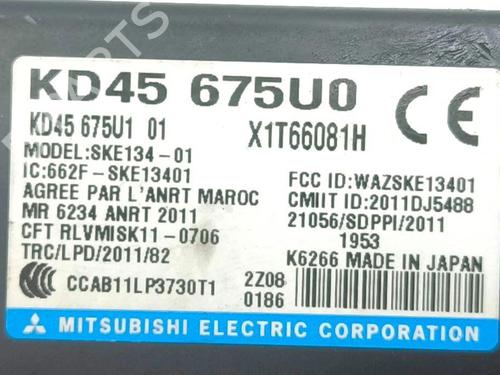 KD45 675U0
KD45 675U1 01 X1T66081H
MODEL:SKE134-01
IC:662F-SKE13401 FCC ID:WAZSKE13401
AGREE PAR L'ANRT MAROC CMIIT ID:2011DJ5488
MR 6234 ANRT 2011 21056/SDPPI/2011
CFT RLVMISK11-0706 1953
TRC/LPD/2011/82 K6266 MADE IN JAPAN
CCAB11LP3730T1 2Z08
0186
MITSUBISHI ELECTRIC CORPORATION
CE
PARTS